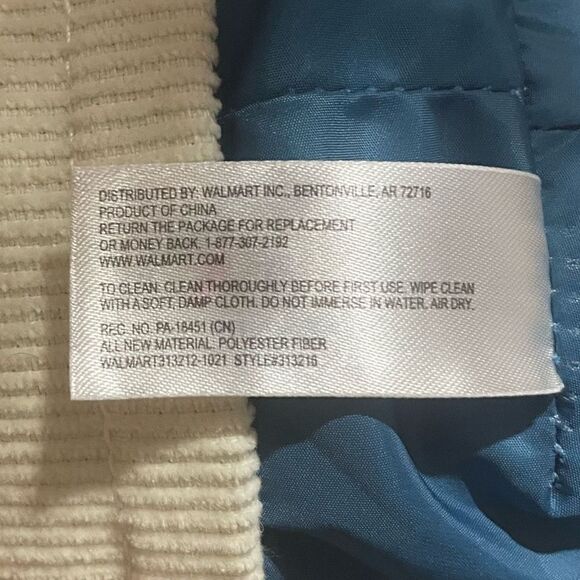 DISTRIBUTED BY: WALMART INC., BENTONVILLE, AR 72716
PRODUCT OF CHINA
RETURN THE PACKAGE FOR REPLACEMENT
OR MONEY BACK. 1-877-307-2192
WWW.WALMART.COM
TO CLEAN: CLEAN THOROUGHLY BEFORE FIRST USE. WIPE CLEAN
WITH A SOFT, DAMP CLOTH. DO NOT IMMERSE IN WATER. AIR DRY.
REG. NO. PA-18451 (CN)
ALL NEW MATERIAL: POLYESTER FIBER
WALMART313212-1021 STYLE#313216